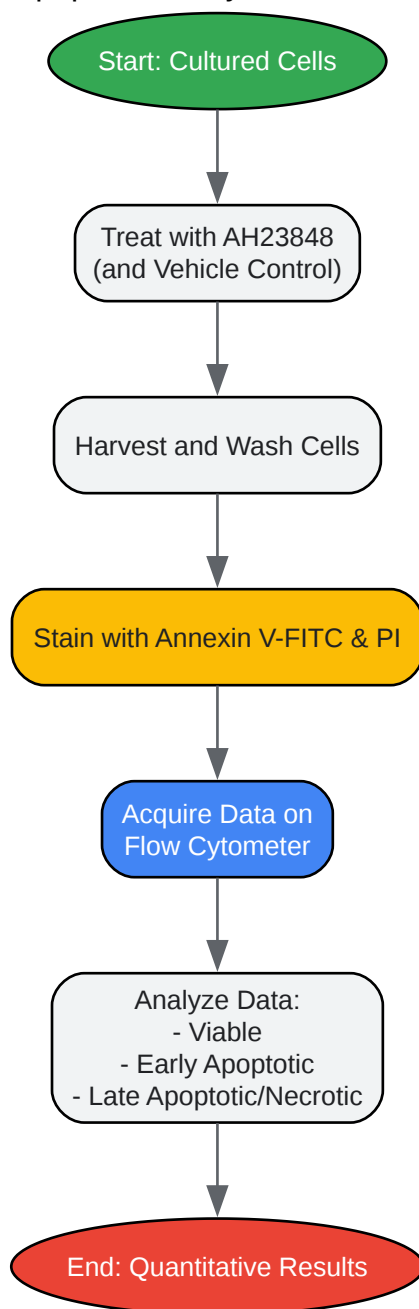 Start: Cultured Cells
Treat with AH23848
(and Vehicle Control)
Harvest and Wash Cells
Stain with Annexin V-FITC & PI
Acquire Data on
Flow Cytometer
Analyze Data:
- Viable
- Early Apoptotic
- Late Apoptotic/Necrotic
End: Quantitative Results